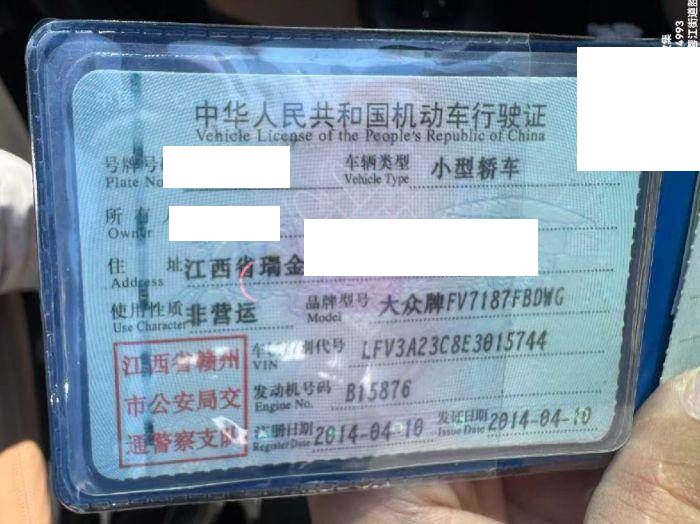 中华人民共和国机动车行驶证
Vehicle License of the People's Republic of China
号牌号 车辆类型 小型轿车
Plate No Vehicle Type
所有
Owner
住 址 江西省瑞金
Address
使用性质 非营运 品牌型号 大众牌FV7187FBDWG
Use Character Model
车辆识别代号 LFV3A23C8E3015744
VIN
江西省赣州
市公安局交
通警察支队
发动机号码 B15876
Engine No.
注册日期 2014-04-10 发证日期 2014-04-10
Register Date Issue Date
4993